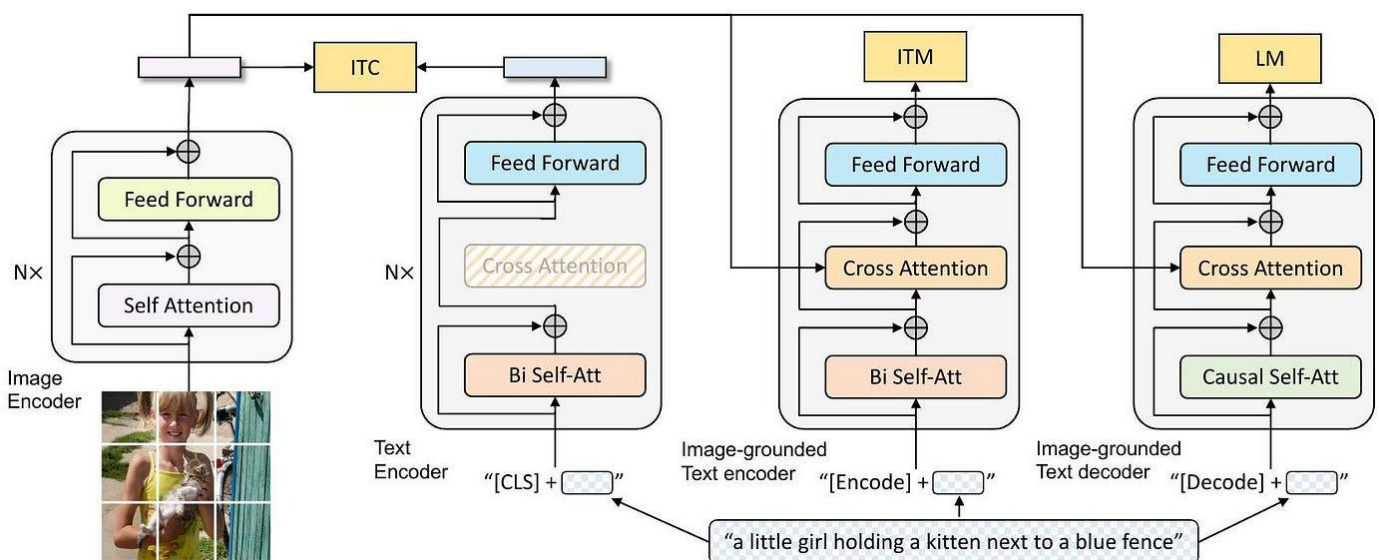 ITC
ITM
LM
Feed Forward
Self Attention
N×
Image
Encoder
Feed Forward
Cross Attention
Bi Self-Att
N×
Text
Encoder
"[CLS] + "
Feed Forward
Cross Attention
Bi Self-Att
Image-grounded
Text encoder
"[Encode] + "
Feed Forward
Cross Attention
Causal Self-Att
Image-grounded
Text decoder
"[Decode] + "
"a little girl holding a kitten next to a blue fence"